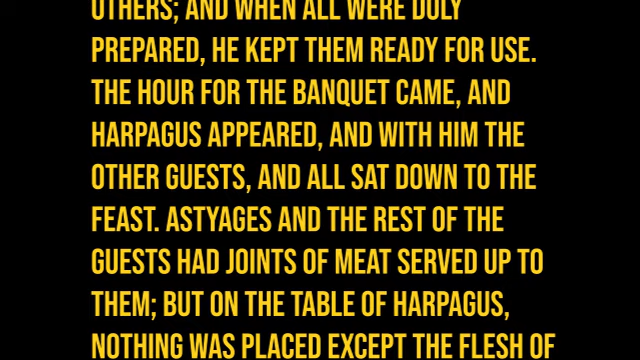 OTHERS; AND WHEN ALL WERE DULY
PREPARED, HE KEPT THEM READY FOR USE.
THE HOUR FOR THE BANQUET CAME, AND
HARPAGUS APPEARED, AND WITH HIM THE
OTHER GUESTS, AND ALL SAT DOWN TO THE
FEAST. ASTYAGES AND THE REST OF THE
GUESTS HAD JOINTS OF MEAT SERVED UP TO
THEM; BUT ON THE TABLE OF HARPAGUS,
NOTHING WAS PLACED EXCEPT THE FLESH OF